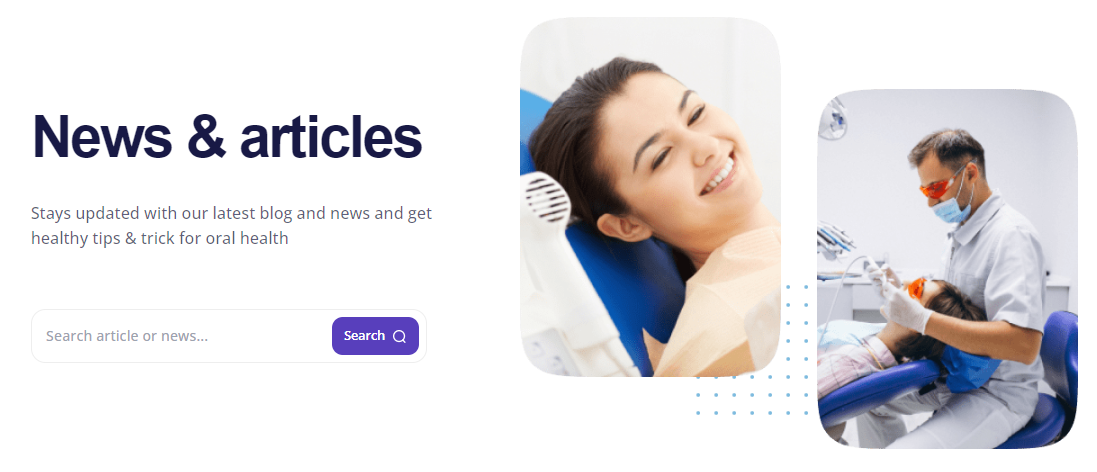 News & articles
Stays updated with our latest blog and news and get
healthy tips & trick for oral health
Search article or news...
Search